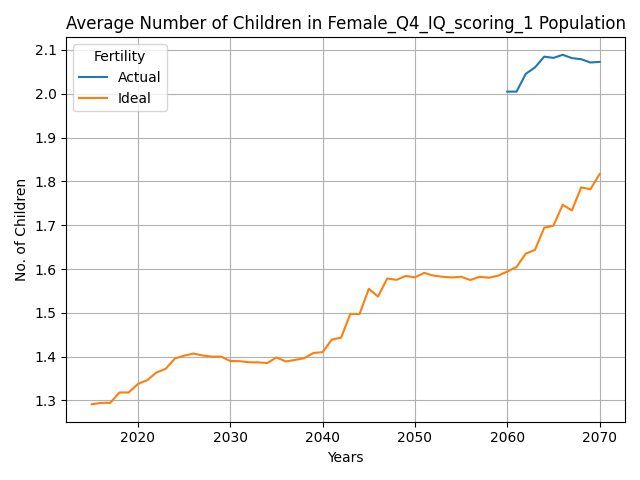 Average Number of Children in Female_Q4_IQ_scoring_1 Population
Fertility
Actual
Ideal
No. of Children
2.1
2.0
1.9
1.8
1.7
1.6
1.5
1.4
1.3
2020 2030 2040 2050 2060 2070
Years